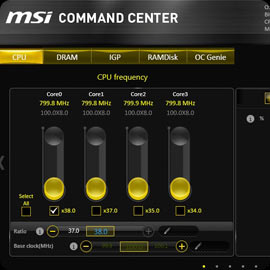 msi COMMAND CENTER
CPU DRAM IGP RAMDisk OC Genie
CPU frequency
Core0 Core1 Core2 Core3
799.8 MHz 799.8 MHz 799.9 MHz 799.8 MHz
100.0X8.0 100.0X8.0 100.0X8.0 100.0X8.0
Select
All
x38.0 x37.0 x35.0 x34.0
Ratio 37.0 38.0
Base clock(MHz)